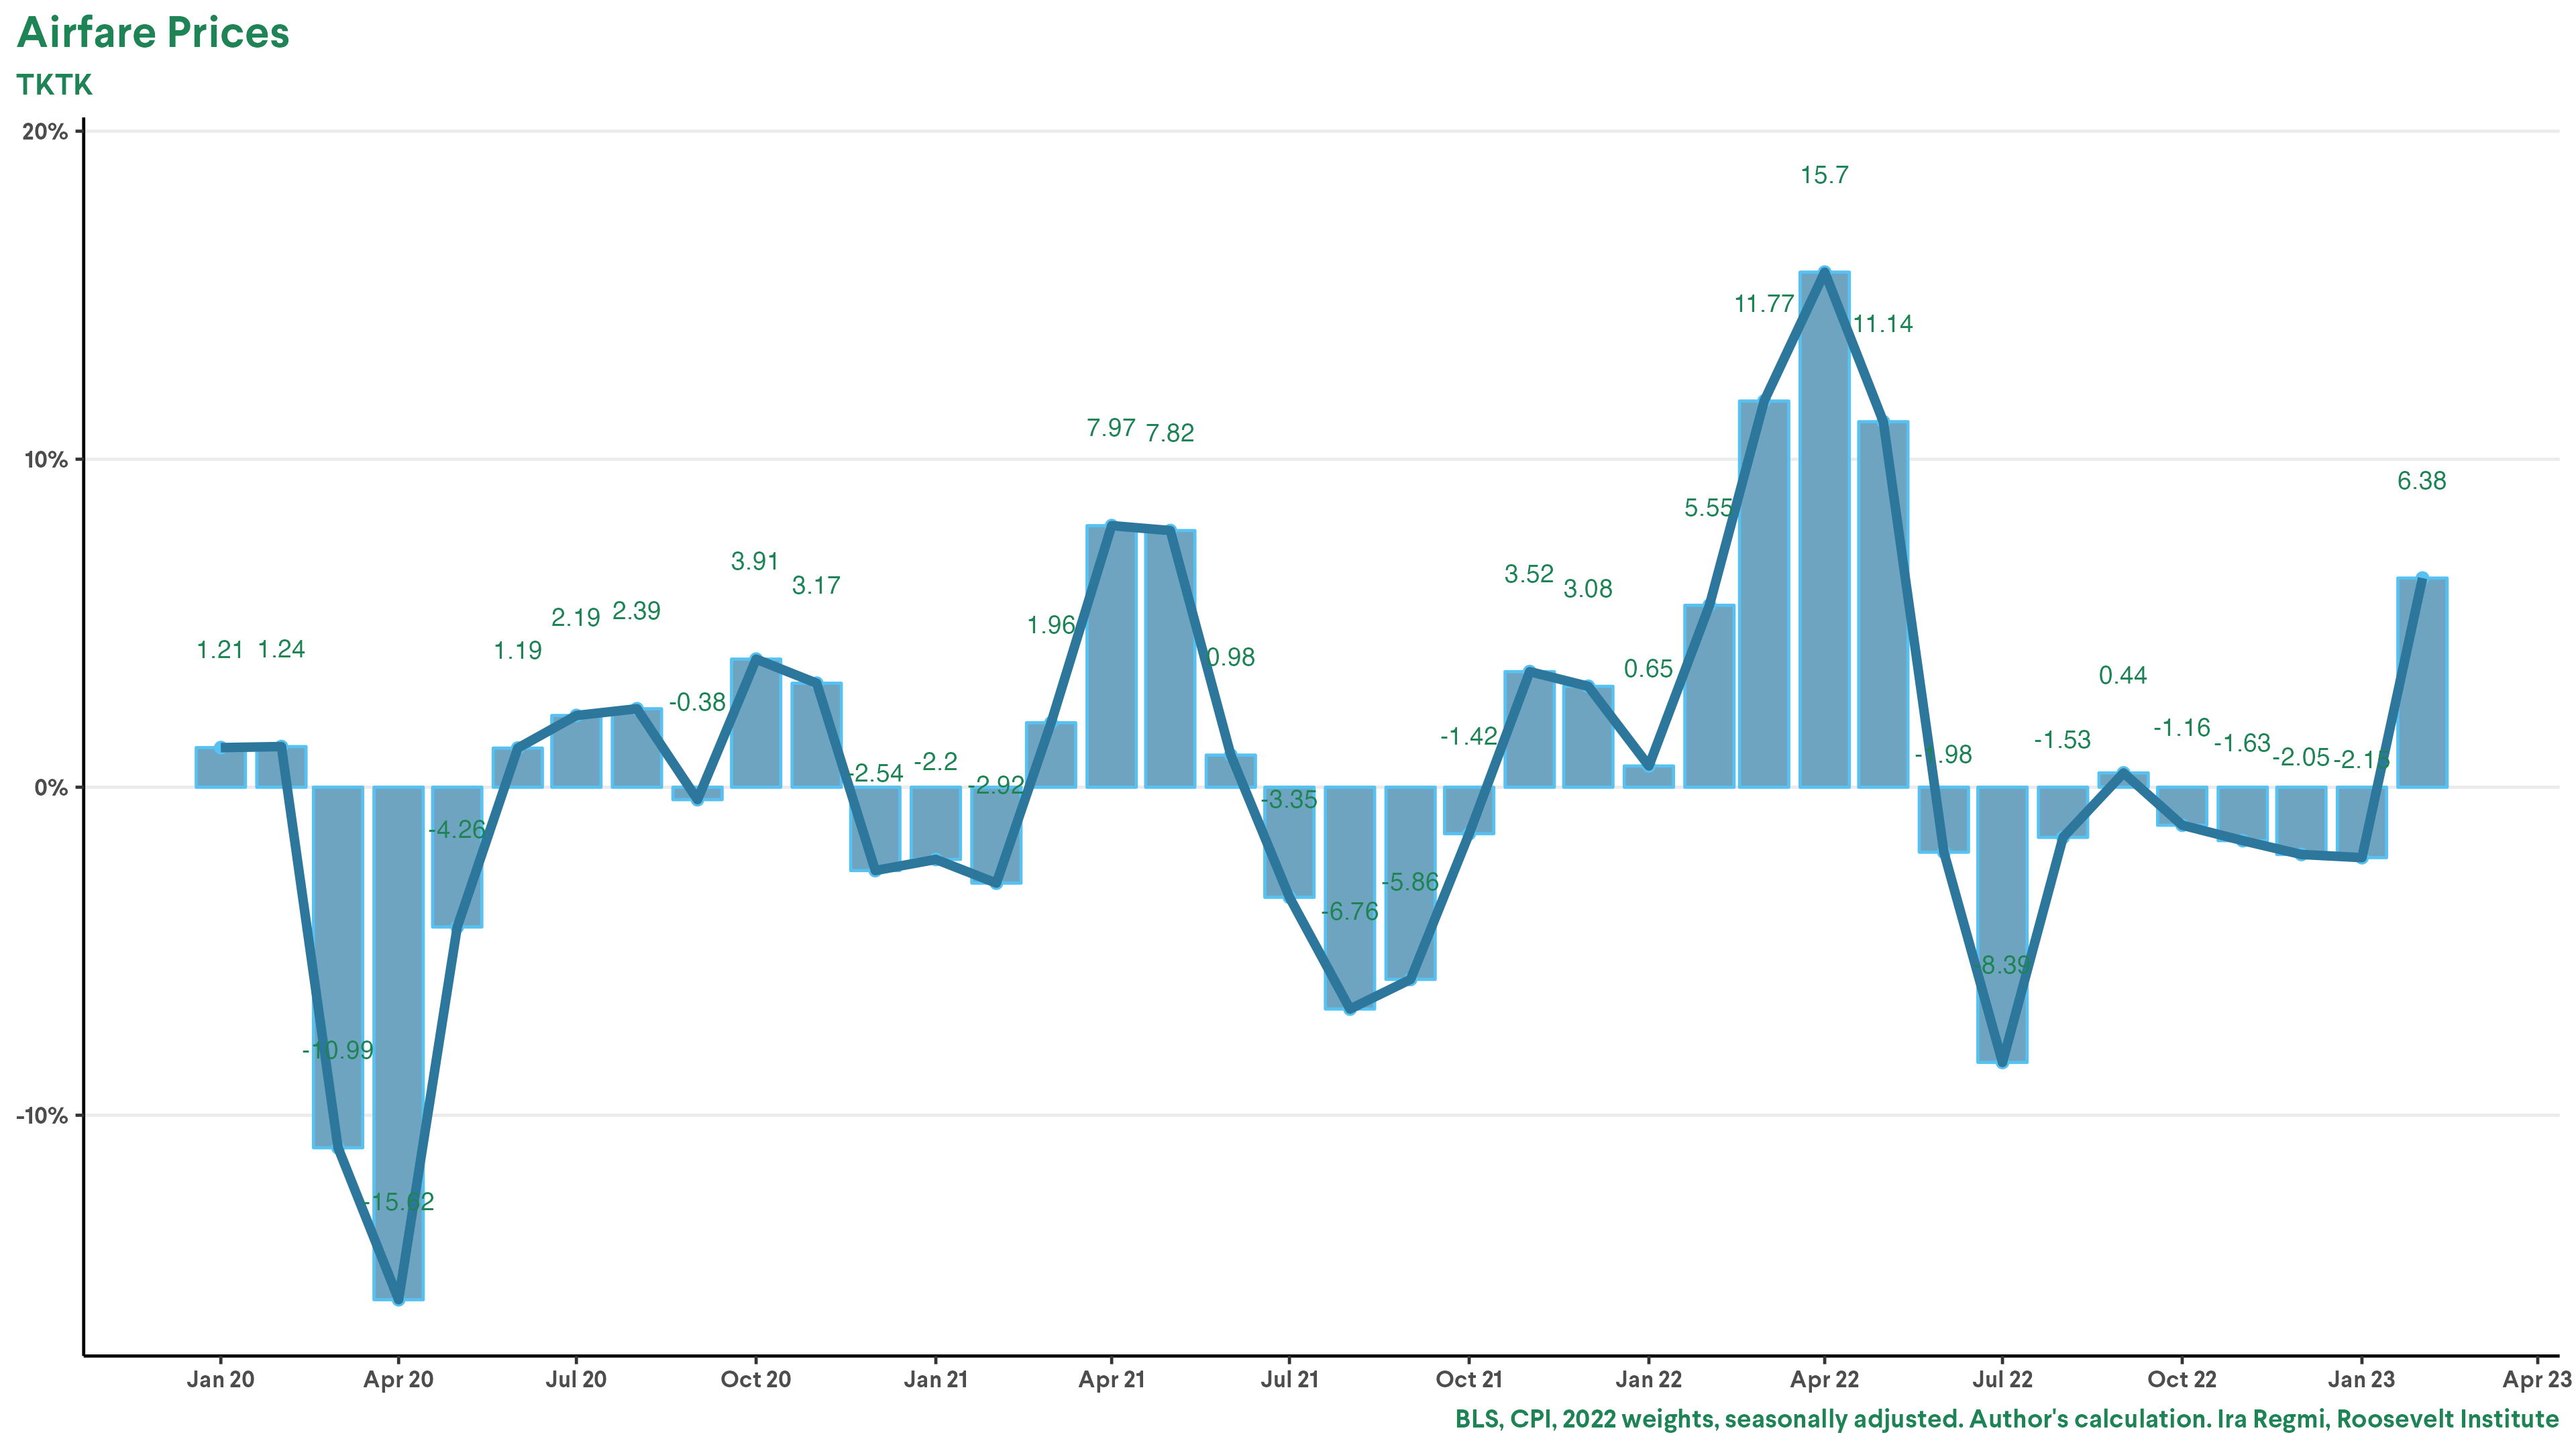 Airfare Prices
TKTK
20%
10%
0%
-10%
1.21
1.24
-10.99
-15.62
-4.26
1.19
2.19
2.39
-0.38
3.91
3.17
-2.54
-2.2
-2.92
1.96
7.97
7.82
0.98
-3.35
-6.76
-5.86
-1.42
3.52
3.08
0.65
5.55
11.77
15.7
11.14
-1.98
-8.39
-1.53
0.44
-1.16
-1.63
-2.05
Jan 20
Apr 20
Jul 20
Oct 20
Jan 21
Apr 21
Jul 21
Oct 21
Jan 22
Apr 22
Jul 22
Oct 22
Jan 23
Apr 23
6.38
BLS, CPI, 2022 weights, seasonally adjusted. Author's calculation. Ira Regmi, Roosevelt Institute